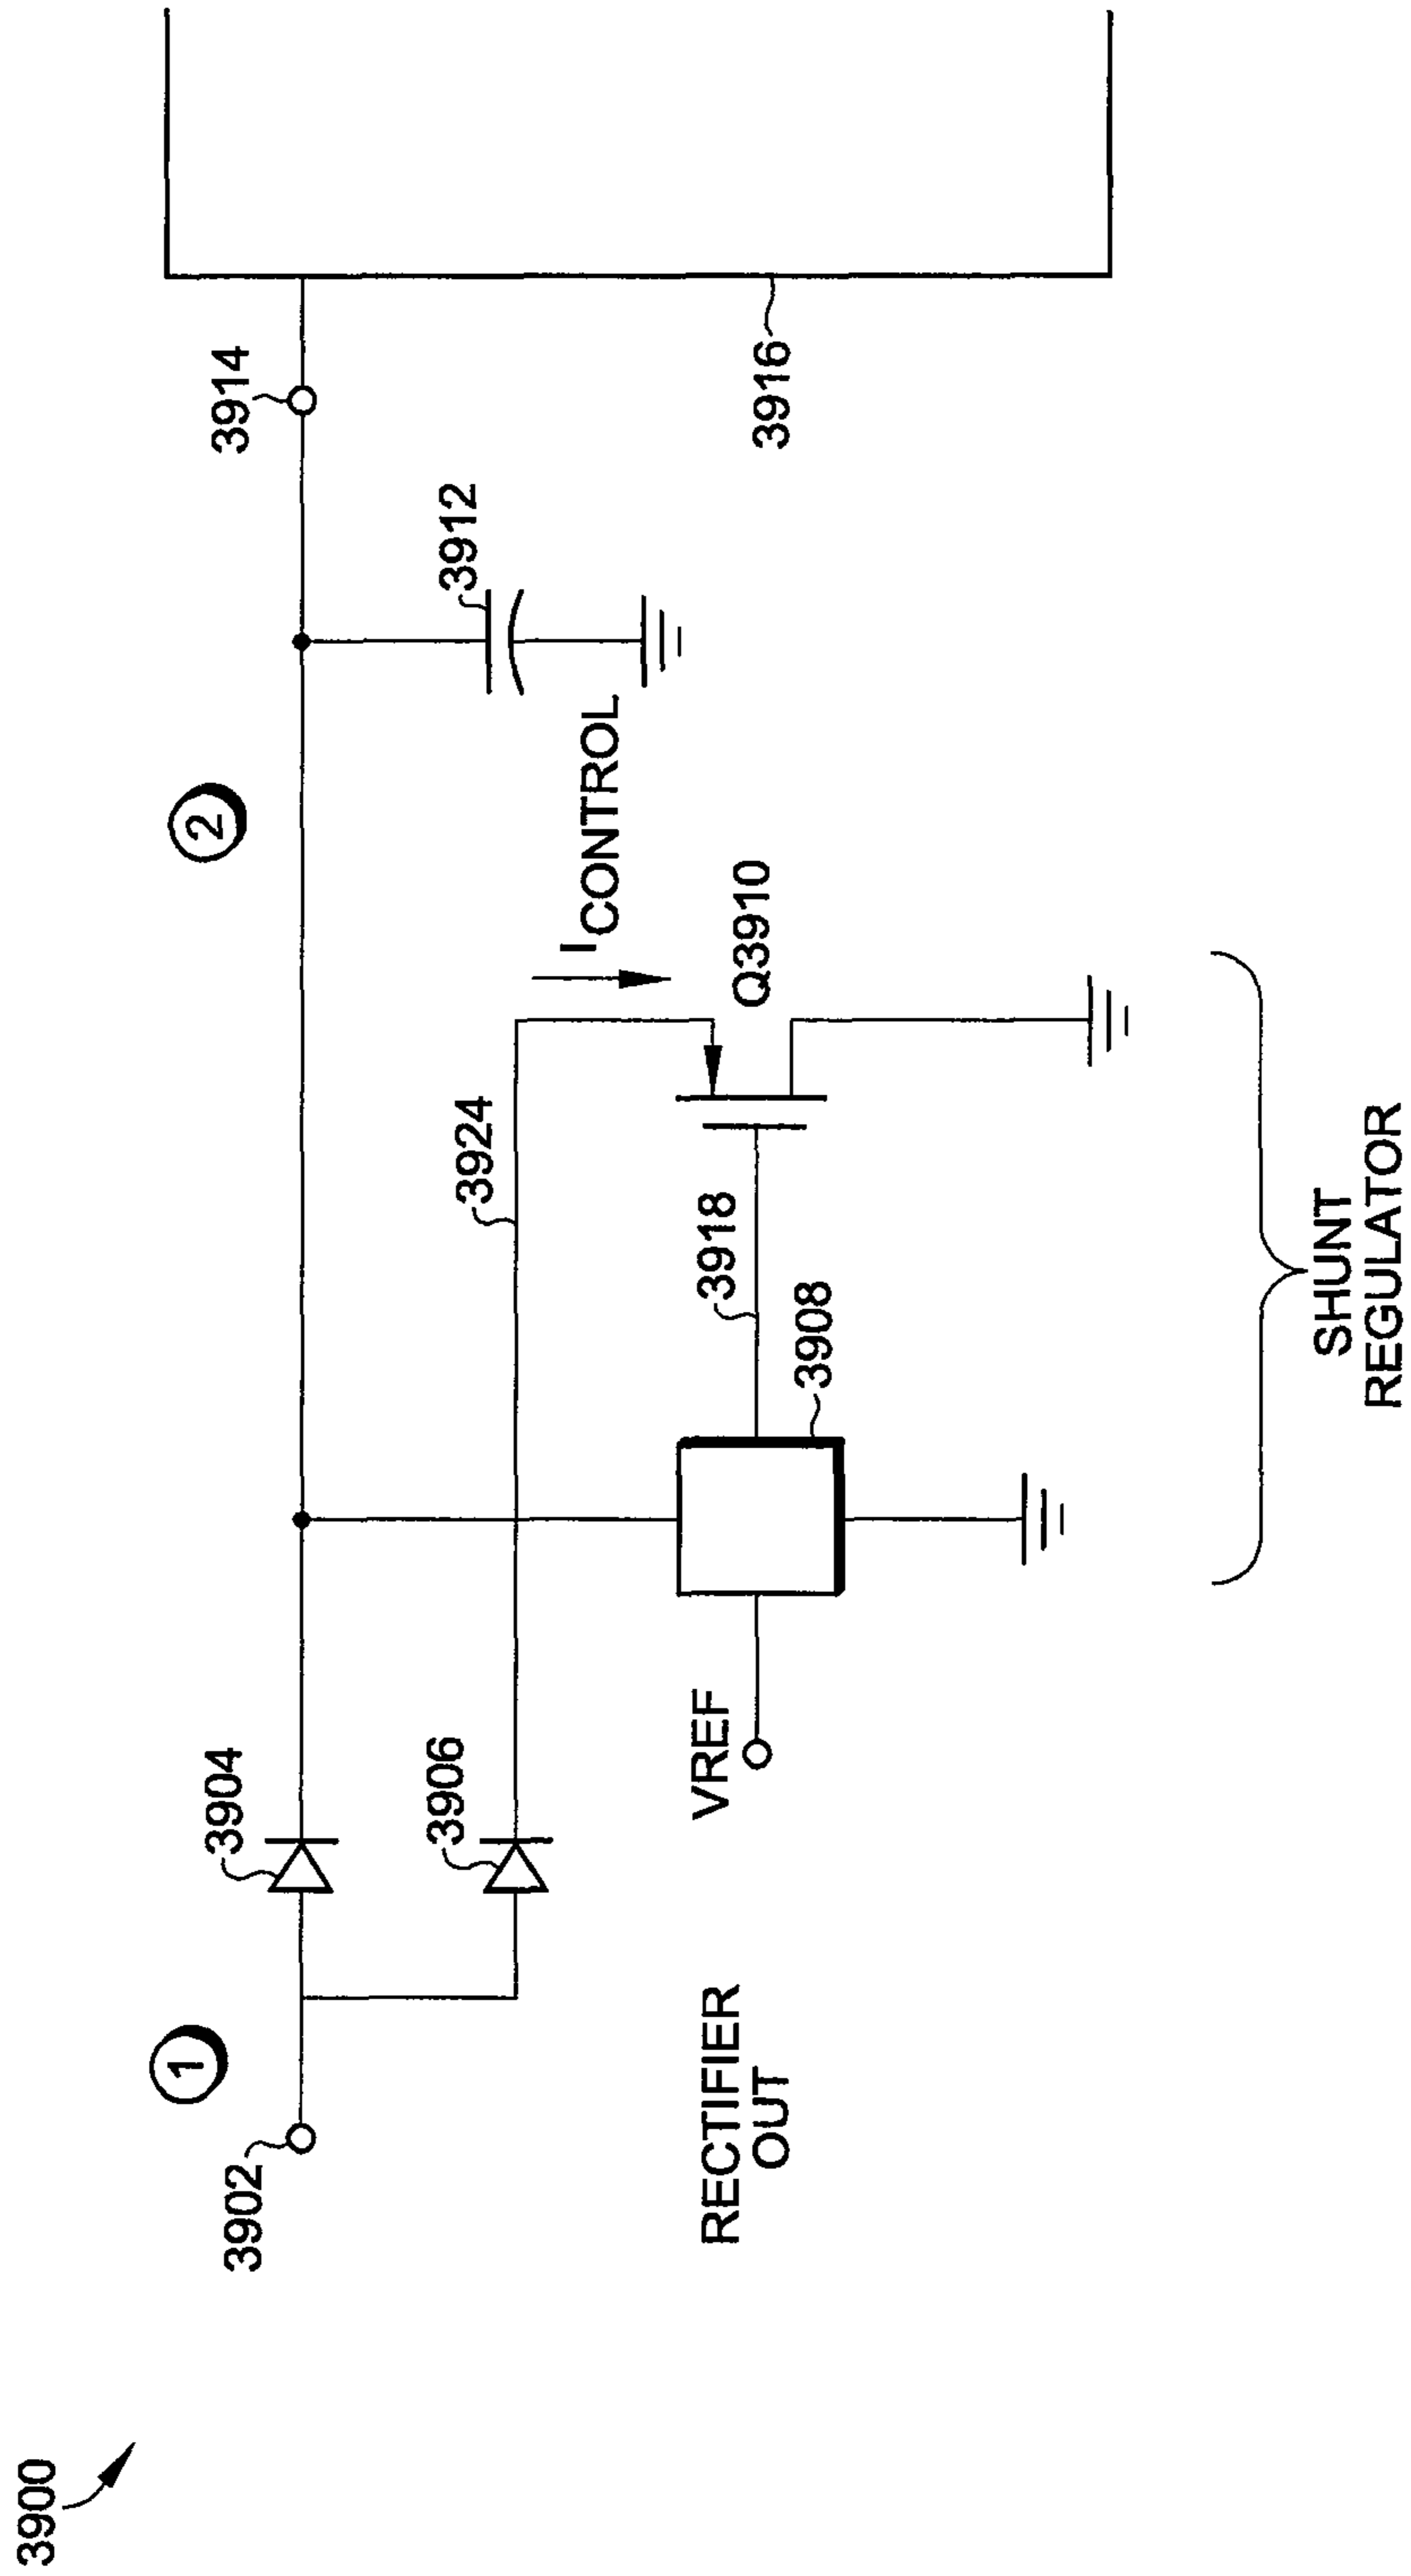 3900
1
2
3902
3904
3906
3924
3914
3912
ICONTROL
Q3910
3918
3908
3916
VREF
RECTIFIER
OUT
SHUNT
REGULATOR